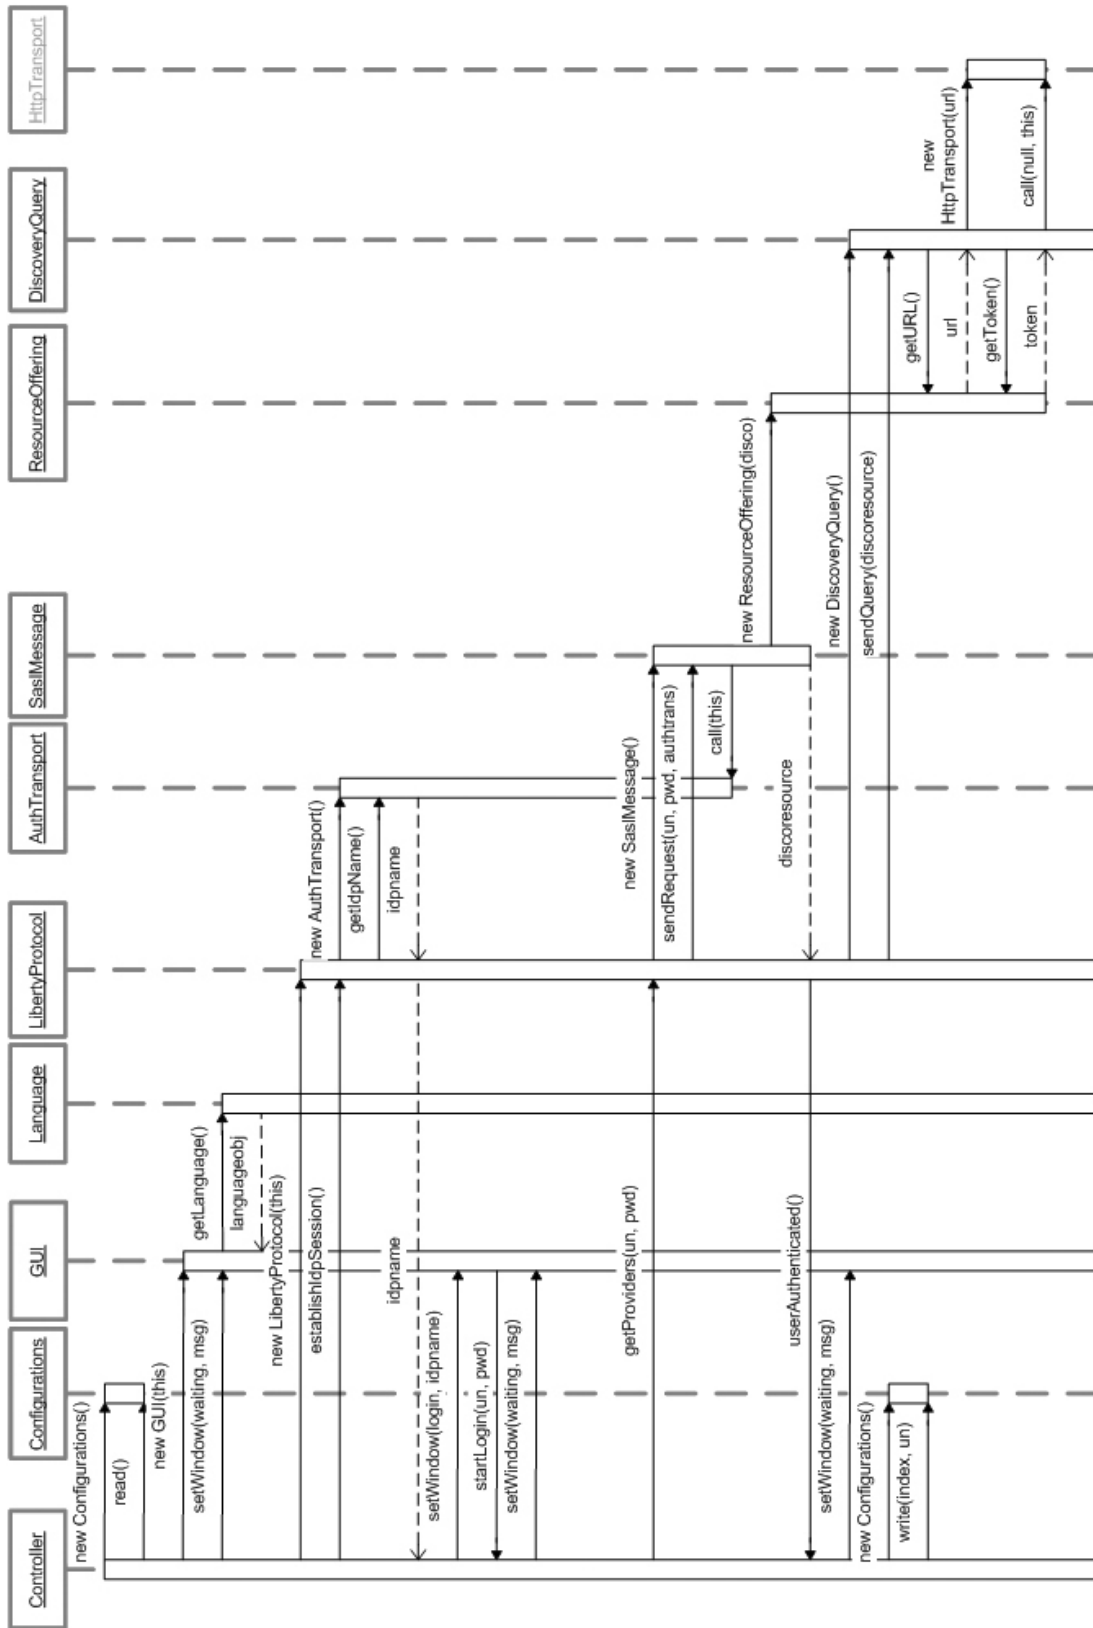 Controller
Configurations
GUI
Language
LibertyProtocol
AuthTransport
SaslMessage
ResourceOffering
DiscoveryQuery
HttpTransport
new Configurations()
read()
new GUI(this)
setWindow(waiting, msg)
getLanguage()
languageobj
new LibertyProtocol(this)
establishIdpSession()
new AuthTransport()
getIdpName()
idpname
idpname
setWindow(login, idpname)
startLogin(un, pwd)
setWindow(waiting, msg)
getProviders(un, pwd)
new SaslMessage()
sendRequest(un, pwd, authtrans)
call(this)
new ResourceOffering(disco)
discoresource
userAuthenticated()
setWindow(waiting, msg)
new DiscoveryQuery()
new Configurations()
sendQuery(discoresource)
write(index, un)
getURL()
url
new
HttpTransport(url)
getToken()
token
call(null, this)